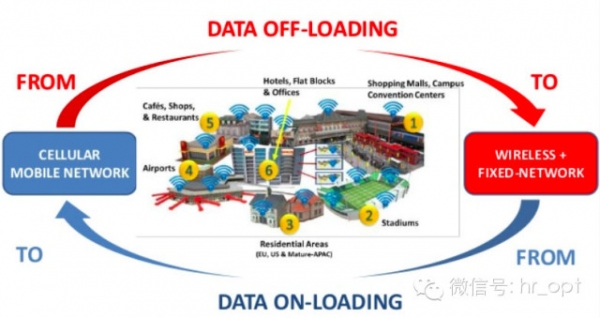 DATA OFF-LOADING
FROM
TO
Hotels, Flat Blocks
& Offices
Shopping Malls, Campus
Convention Centers
Cafés, Shops,
& Restaurants
5
1
CELLULAR
MOBILE NETWORK
WIRELESS +
FIXED-NETWORK
Airports
4
6
2
Stadiums
3
Residential Areas
(EU, US & Mature-APAC)
TO
FROM
DATA ON-LOADING
微信号: hr_opt